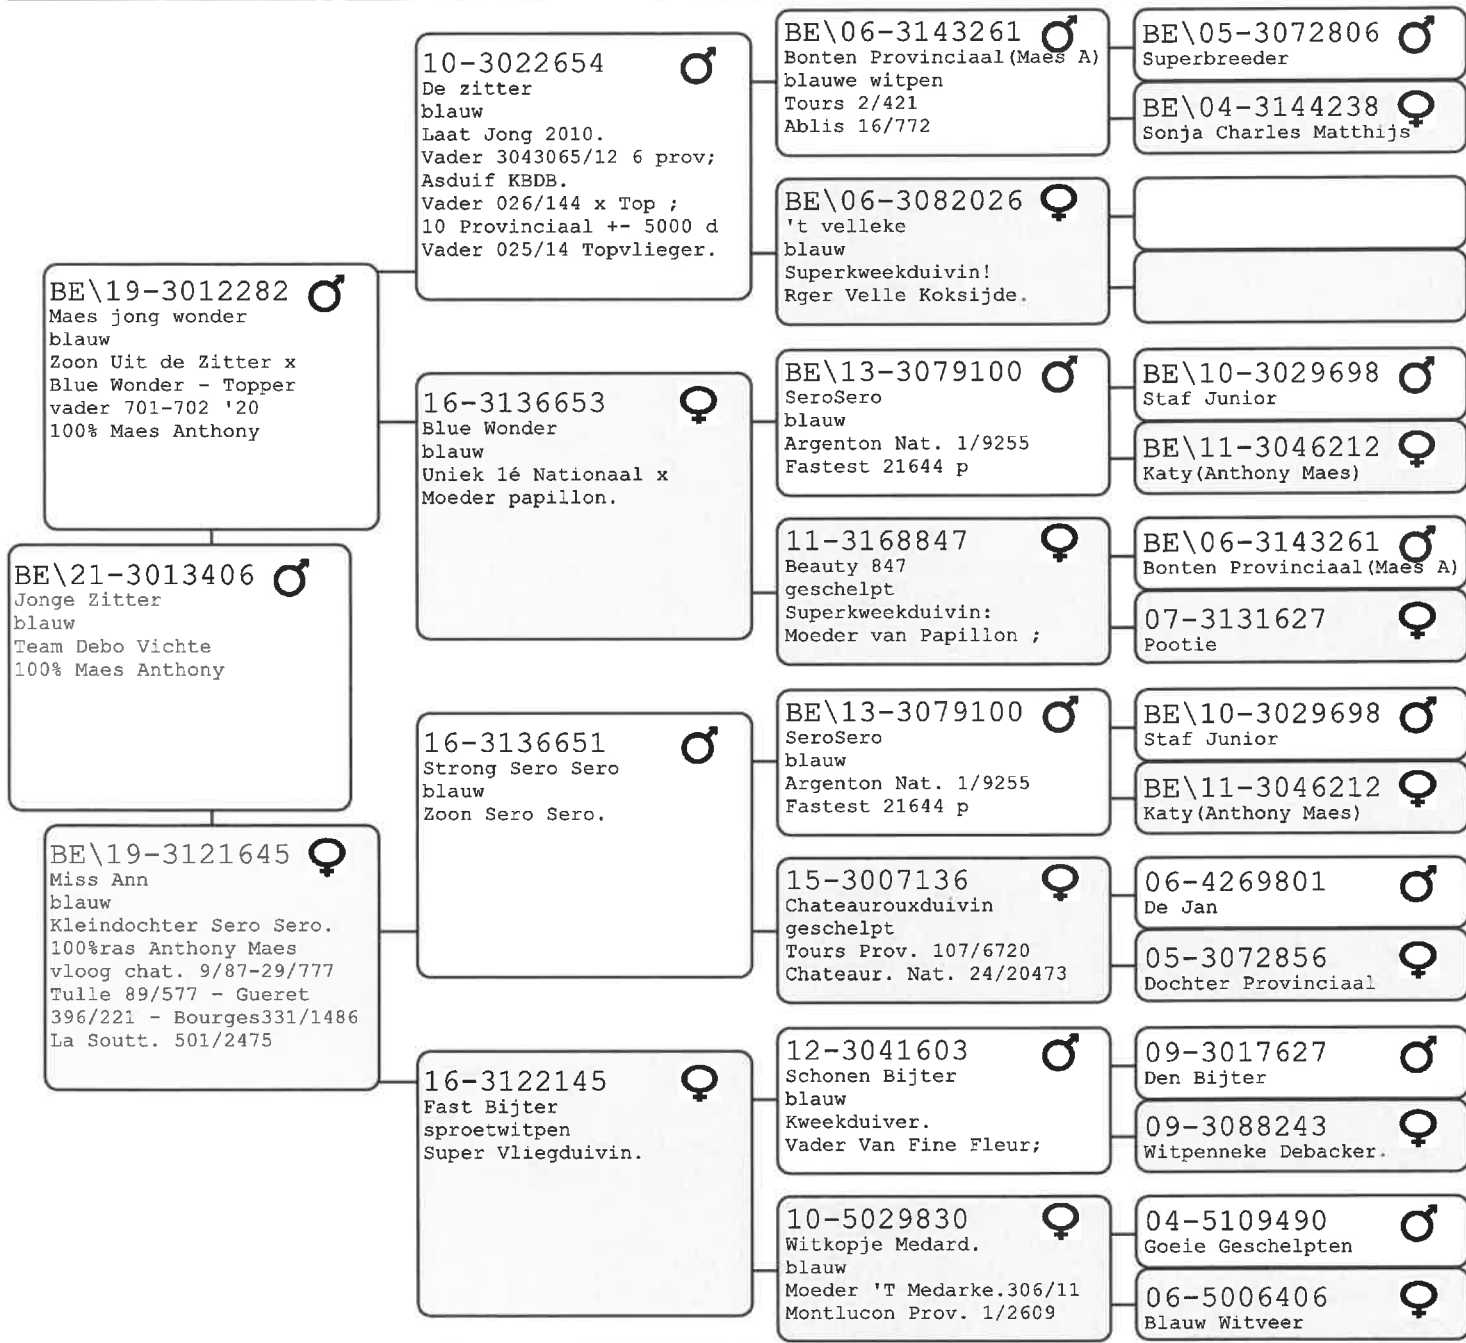 BE\21-3013406
Jonge Zitter
blauw
Team Debo Vichte
100% Maes Anthony
BE\19-3012282
Maes jong wonder
blauw
Zoon Uit de Zitter x
Blue Wonder - Topper
vader 701-702 '20
100% Maes Anthony
BE\19-3121645
Miss Ann
blauw
Kleindochter Sero Sero.
100%ras Anthony Maes
vloog chat. 9/87-29/777
Tulle 89/577 - Gueret
396/221 - Bourges331/1486
La Soutt. 501/2475
10-3022654
De zitter
blauw
Laat Jong 2010.
Vader 3043065/12 6 prov;
Asduif KBDB.
Vader 026/144 x Top ;
10 Provinciaal +- 5000 d
Vader 025/14 Topvlieger.
16-3136653
Blue Wonder
blauw
Uniek 1é Nationaal x
Moeder papillon.
16-3136651
Strong Sero Sero
blauw
Zoon Sero Sero.
16-3122145
Fast Bijter
sproetwitpen
Super Vliegduivin.
BE\06-3143261
Bonten Provinciaal(Maes A)
blauwe witpen
Tours 2/421
Ablis 16/772
BE\06-3082026
't velleke
blauw
Superkweekduivin!
Rger Velle Koksijde.
BE\13-3079100
SeroSero
blauw
Argenton Nat. 1/9255
Fastest 21644 p
11-3168847
Beauty 847
geschelpt
Superkweekduivin:
Moeder van Papillon ;
BE\13-3079100
SeroSero
blauw
Argenton Nat. 1/9255
Fastest 21644 p
15-3007136
Chateaurouxduivin
geschelpt
Tours Prov. 107/6720
Chateaur. Nat. 24/20473
12-3041603
Schonen Bijter
blauw
Kweekduiver.
Vader Van Fine Fleur;
10-5029830
Witkopje Medard.
blauw
Moeder 'T Medarke.306/11
Montlucon Prov. 1/2609
BE\05-3072806
Superbreeder
BE\04-3144238
Sonja Charles Matthijs
BE\10-3029698
Staf Junior
BE\11-3046212
Katy(Anthony Maes)
BE\06-3143261
Bonten Provinciaal(Maes A)
07-3131627
Pootie
BE\10-3029698
Staf Junior
BE\11-3046212
Katy(Anthony Maes)
06-4269801
De Jan
05-3072856
Dochter Provinciaal
09-3017627
Den Bijter
09-3088243
Witpenneke Debacker.
04-5109490
Goeie Geschelpten
06-5006406
Blauw Witveer